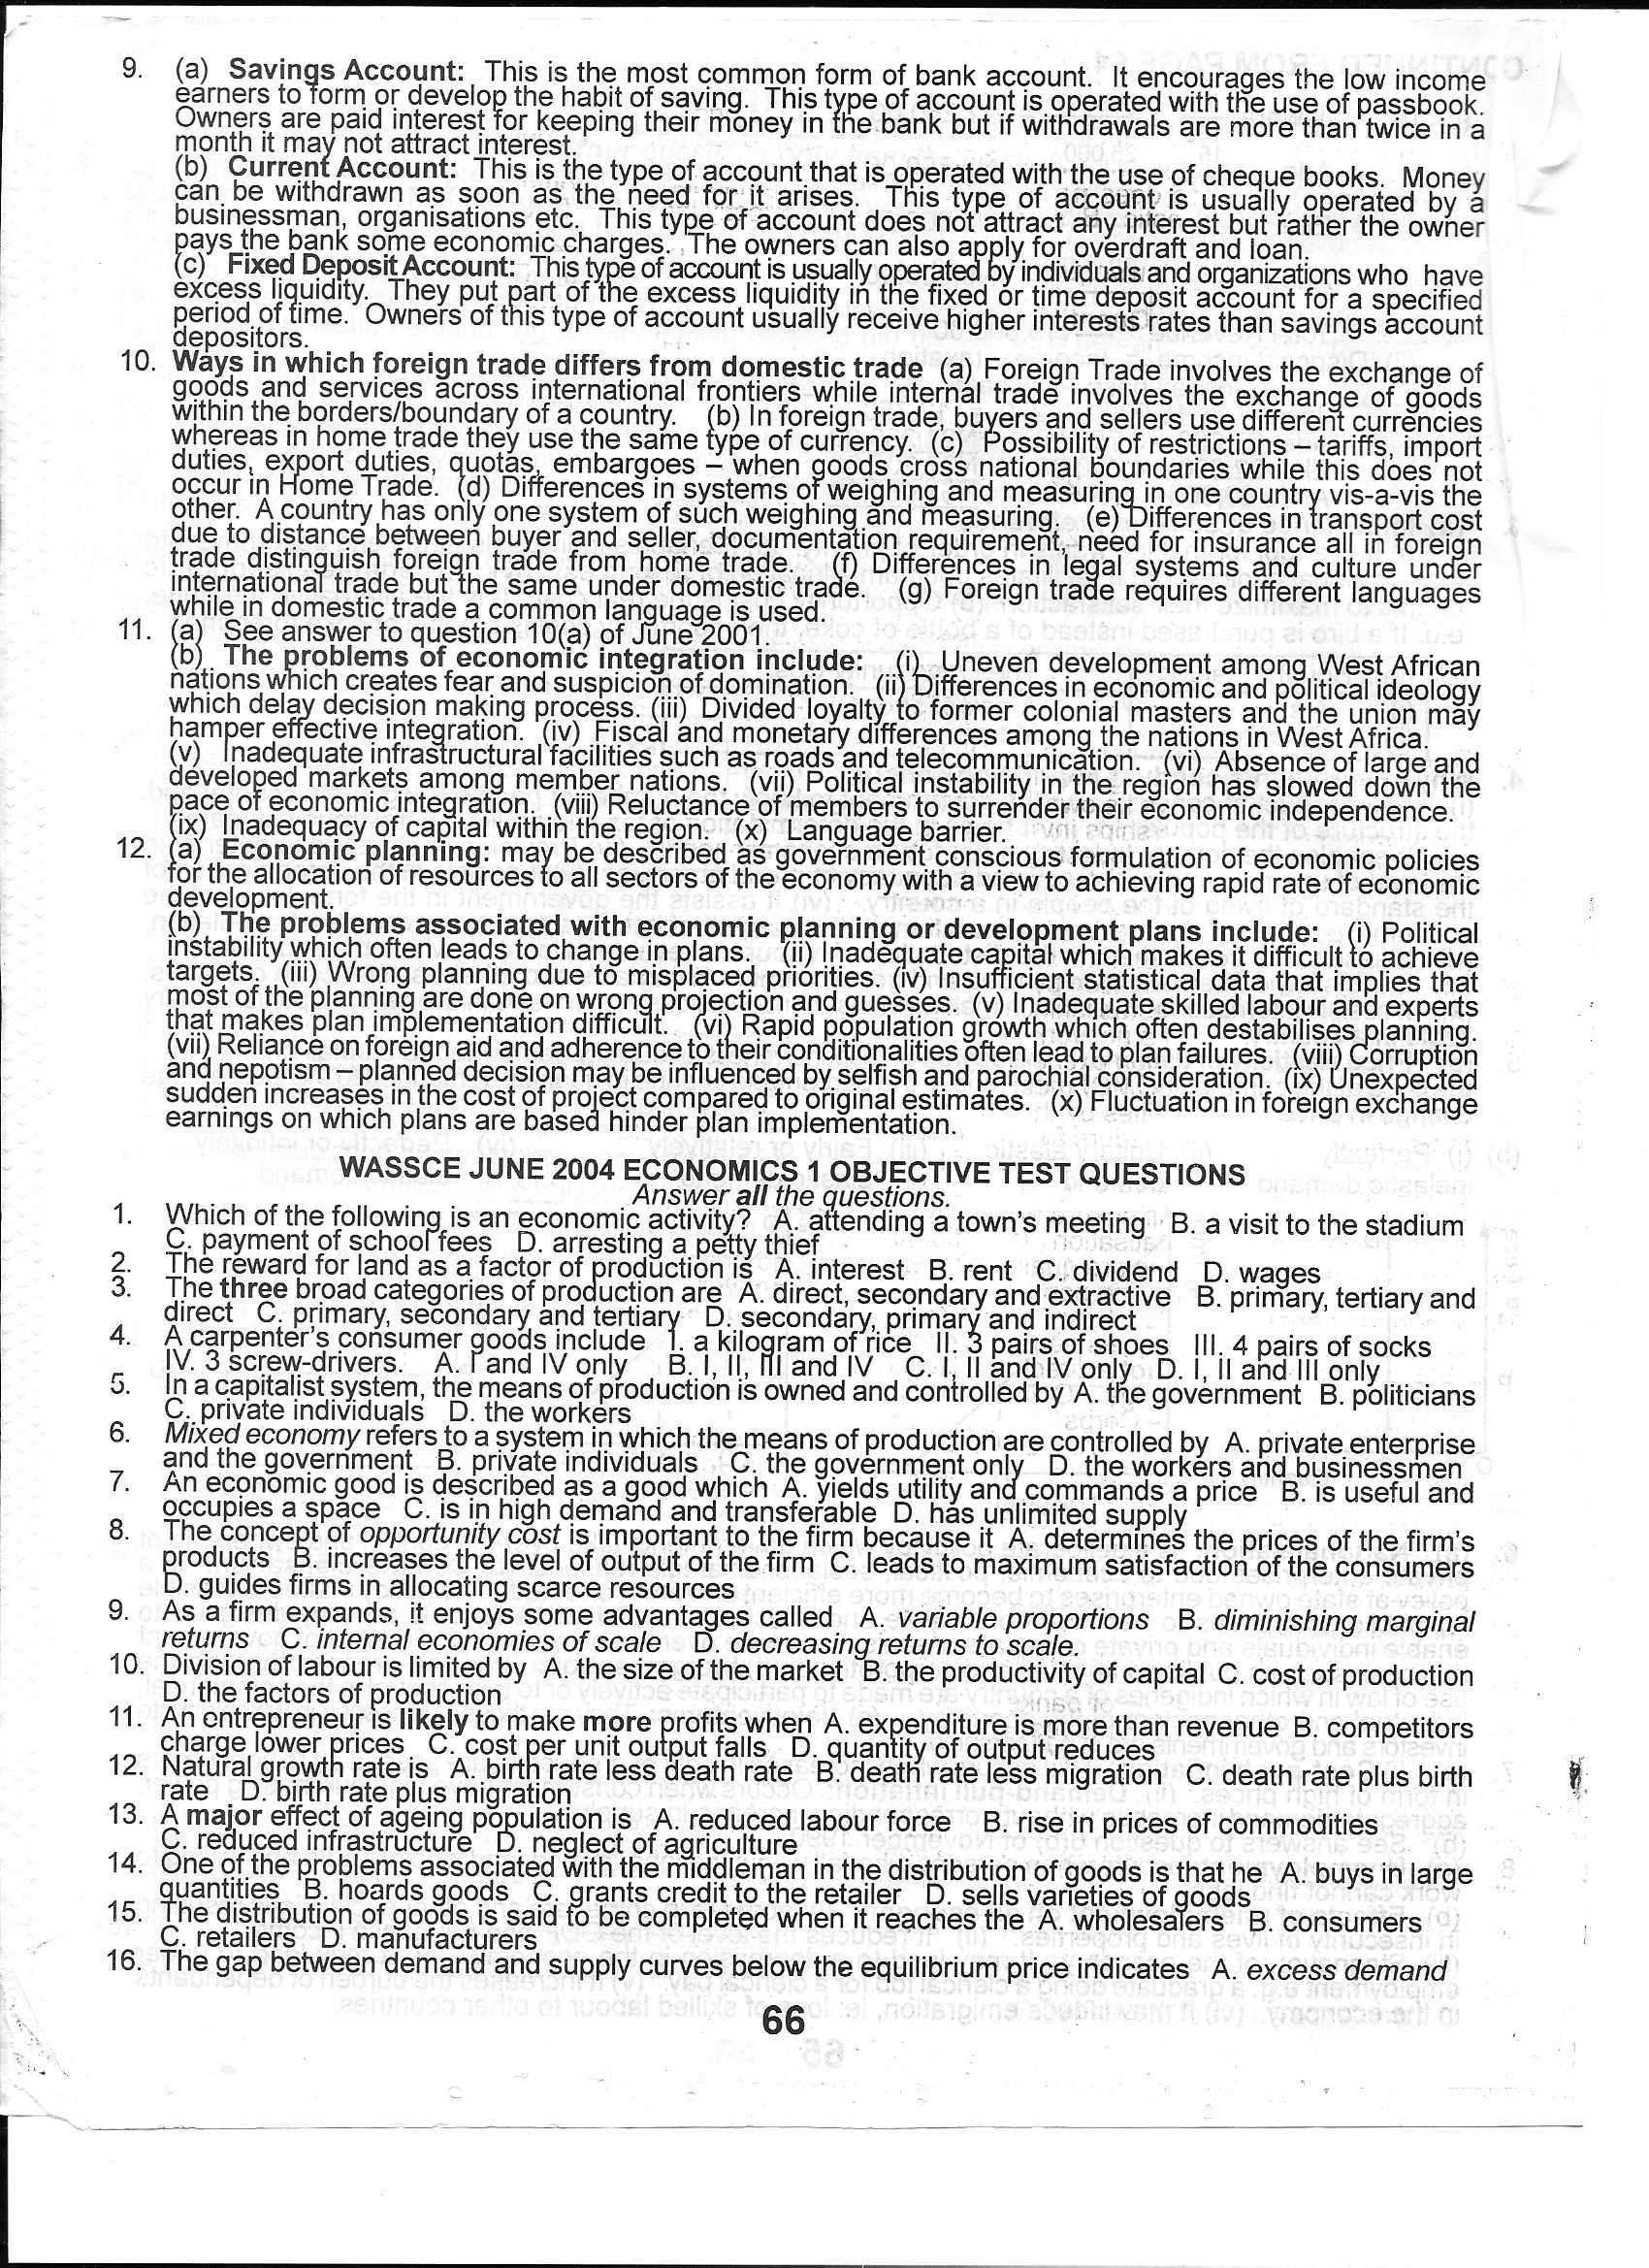 9. (a) Savings Account: This is the most common form of bank account. It encourages the low income
earners to form or develop the habit of saving. This type of account is operated with the use of passbook.
Owners are paid interest for keeping their money in the bank but if withdrawals are more than twice in a
month it may not attract interest.
(b) Current Account: This is the type of account that is operated with the use of cheque books. Money
can be withdrawn as soon as the need for it arises. This type of account is usually operated by a
businessman, organisations etc. This type of account does not attract any interest but rather the owner
pays the bank some economic charges. The owners can also apply for overdraft and loan.
(c) Fixed Deposit Account: This type of account is usually operated by individuals and organizations who have
excess liquidity. They put part of the excess liquidity in the fixed or time deposit account for a specified
period of time. Owners of this type of account usually receive higher interests rates than savings account
depositors.
10. Ways in which foreign trade differs from domestic trade (a) Foreign Trade involves the exchange of
goods and services across international frontiers while internal trade involves the exchange of goods
within the borders/boundary of a country. (b) In foreign trade, buyers and sellers use different currencies
whereas in home trade they use the same type of currency. (c) Possibility of restrictions – tariffs, import
duties, export duties, quotas, embargoes – when goods cross national boundaries while this does not
occur in Home Trade. (d) Differences in systems of weighing and measuring in one country vis-a-vis the
other. A country has only one system of such weighing and measuring. (e) Differences in transport cost
due to distance between buyer and seller, documentation requirement, need for insurance all in foreign
trade distinguish foreign trade from home trade. (f) Differences in legal systems and culture under
international trade but the same under domestic trade. (g) Foreign trade requires different languages
while in domestic trade a common language is used.
11. (a) See answer to question 10(a) of June 2001.
(b) The problems of economic integration include: (i) Uneven development among West African
nations which creates fear and suspicion of domination. (ii) Differences in economic and political ideology
which delay decision making process. (iii) Divided loyalty to former colonial masters and the union may
hamper effective integration. (iv) Fiscal and monetary differences among the nations in West Africa.
(v) Inadequate infrastructural facilities such as roads and telecommunication. (vi) Absence of large and
developed markets among member nations. (vii) Political instability in the region has slowed down the
pace of economic integration. (viii) Reluctance of members to surrender their economic independence.
(ix) Inadequacy of capital within the region. (x) Language barrier.
12. (a) Economic planning: may be described as government conscious formulation of economic policies
for the allocation of resources to all sectors of the economy with a view to achieving rapid rate of economic
development.
(b) The problems associated with economic planning or development plans include: (i) Political
instability which often leads to change in plans. (ii) Inadequate capital which makes it difficult to achieve
targets. (iii) Wrong planning due to misplaced priorities. (iv) Insufficient statistical data that implies that
most of the planning are done on wrong projection and guesses. (v) Inadequate skilled labour and experts
that makes plan implementation difficult. (vi) Rapid population growth which often destabilises planning.
(vii) Reliance on foreign aid and adherence to their conditionalities often lead to plan failures. (viii) Corruption
and nepotism – planned decision may be influenced by selfish and parochial consideration. (ix) Unexpected
sudden increases in the cost of project compared to original estimates. (x) Fluctuation in foreign exchange
earnings on which plans are based hinder plan implementation.
WASSCE JUNE 2004 ECONOMICS 1 OBJECTIVE TEST QUESTIONS
Answer all the questions.
1. Which of the following is an economic activity? A. attending a town's meeting B. a visit to the stadium
C. payment of school fees D. arresting a petty thief
2. The reward for land as a factor of production is A. interest B. rent C. dividend D. wages
3. The three broad categories of production are A. direct, secondary and extractive B. primary, tertiary and
direct C. primary, secondary and tertiary D. secondary, primary and indirect
4. A carpenter's consumer goods include I. a kilogram of rice II. 3 pairs of shoes III. 4 pairs of socks
IV. 3 screw-drivers. A. I and IV only B. I, II, III and IV C. I, II and IV only D. I, II and III only
5. In a capitalist system, the means of production is owned and controlled by A. the government B. politicians
C. private individuals D. the workers
6. Mixed economy refers to a system in which the means of production are controlled by A. private enterprise
and the government B. private individuals C. the government only D. the workers and businessmen
7. An economic good is described as a good which A. yields utility and commands a price B. is useful and
occupies a space C. is in high demand and transferable D. has unlimited supply
8. The concept of opportunity cost is important to the firm because it A. determines the prices of the firm's
products B. increases the level of output of the firm C. leads to maximum satisfaction of the consumers
D. guides firms in allocating scarce resources
9. As a firm expands, it enjoys some advantages called A. variable proportions B. diminishing marginal
returns C. internal economies of scale D. decreasing returns to scale.
10. Division of labour is limited by A. the size of the market B. the productivity of capital C. cost of production
D. the factors of production
11. An entrepreneur is likely to make more profits when A. expenditure is more than revenue B. competitors
charge lower prices C. cost per unit output falls D. quantity of output reduces
12. Natural growth rate is A. birth rate less death rate B. death rate less migration C. death rate plus birth
rate D. birth rate plus migration
13. A major effect of ageing population is A. reduced labour force B. rise in prices of commodities
C. reduced infrastructure D. neglect of agriculture
14. One of the problems associated with the middleman in the distribution of goods is that he A. buys in large
quantities B. hoards goods C. grants credit to the retailer D. sells varieties of goods
15. The distribution of goods is said to be completed when it reaches the A. wholesalers B. consumers
C. retailers D. manufacturers
16. The gap between demand and supply curves below the equilibrium price indicates A. excess demand
66